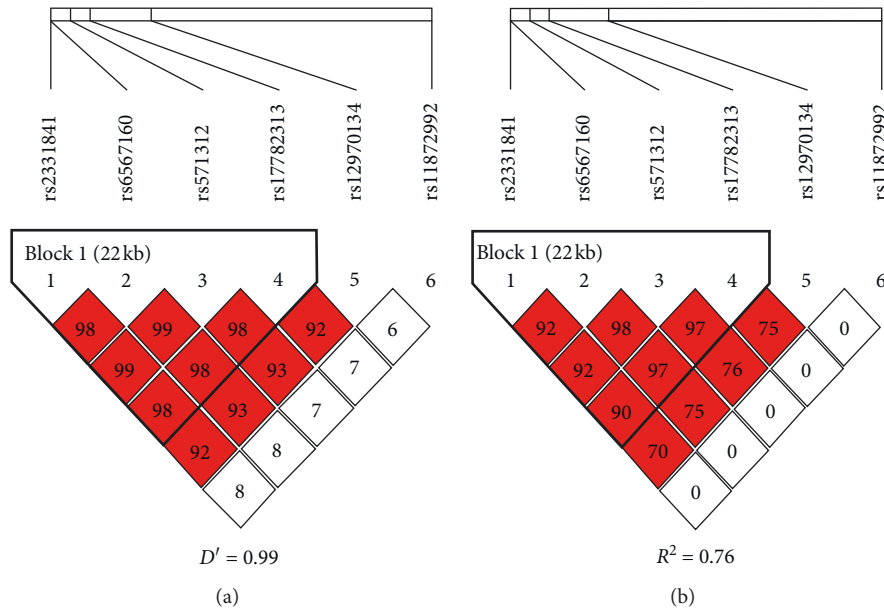 rs2331841
rs6567160
rs571312
rs17782313
rs12970134
rs11872992
Block 1 (22 kb)
1 2 3 4 5 6
98 99 98 92 6
99 98 93 7
98 93 7
92 8
8
D′ = 0.99
(a)
rs2331841
rs6567160
rs571312
rs17782313
rs12970134
rs11872992
Block 1 (22 kb)
1 2 3 4 5 6
92 98 97 75 0
92 97 76 0
90 75 0
70 0
0
R² = 0.76
(b)